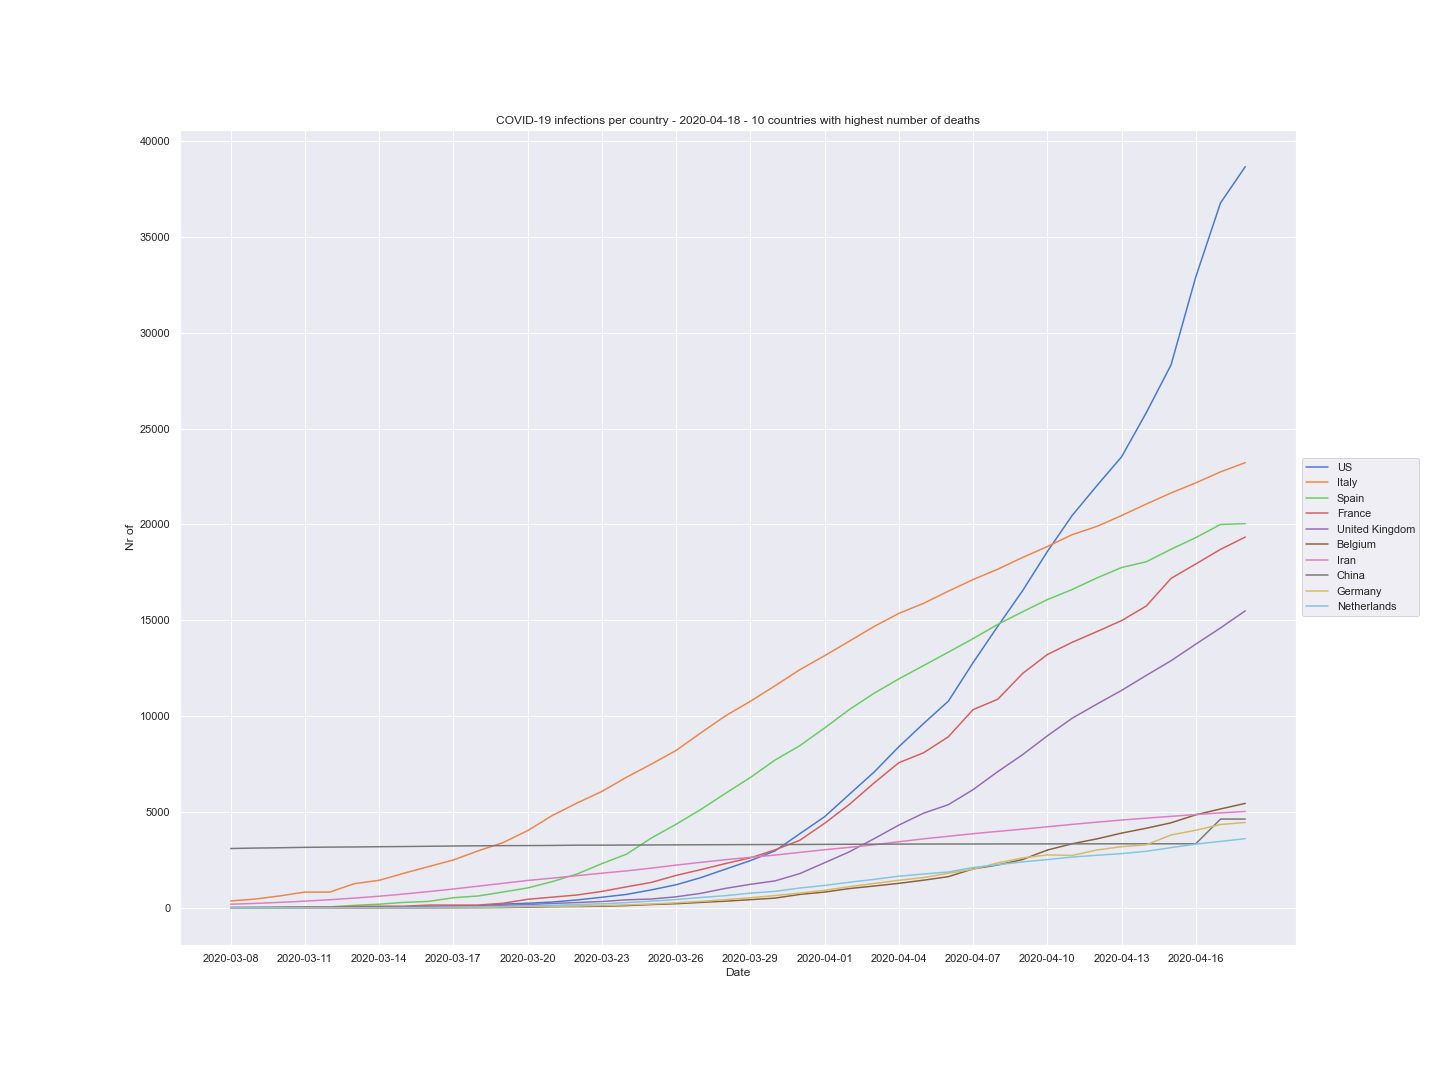 COVID-19 infections per country - 2020-04-18 - 10 countries with highest number of deaths
40000
35000
30000
25000
20000
15000
10000
5000
0
Nr of
2020-03-08 2020-03-11 2020-03-14 2020-03-17 2020-03-20 2020-03-23 2020-03-26 2020-03-29 2020-04-01 2020-04-04 2020-04-07 2020-04-10 2020-04-13 2020-04-16
Date
US
Italy
Spain
France
United Kingdom
Belgium
Iran
China
Germany
Netherlands